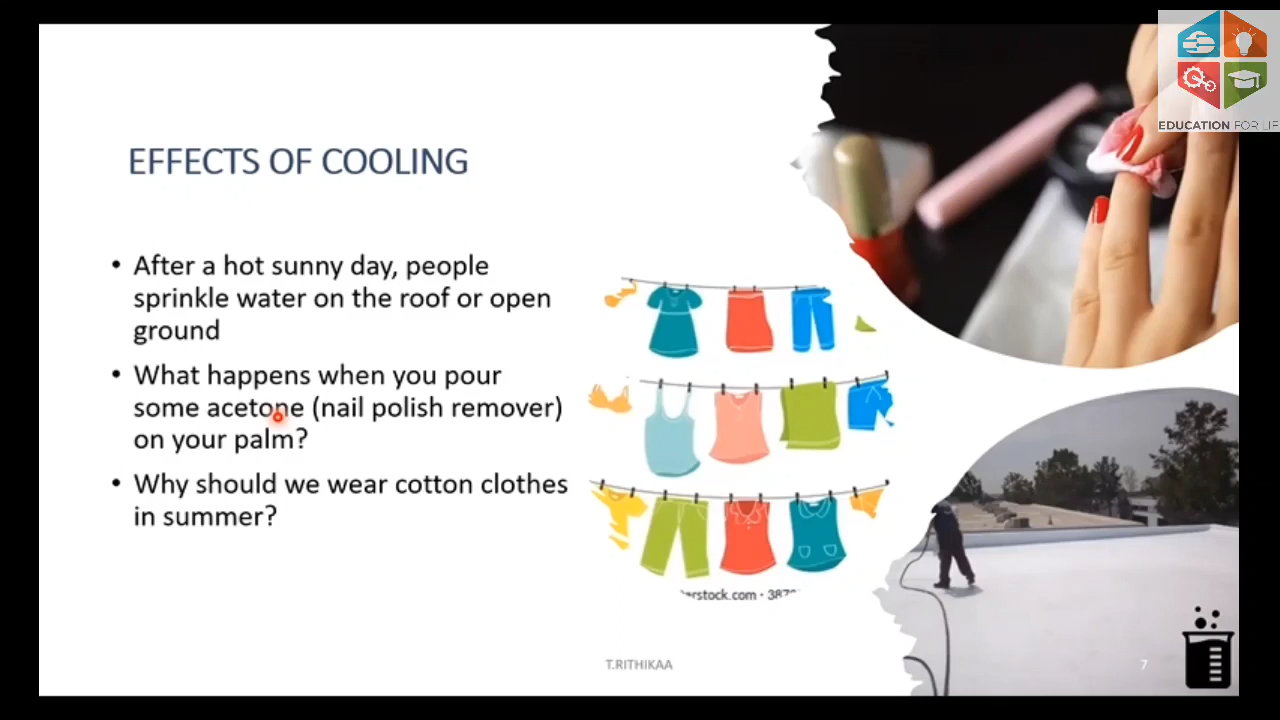 EDUCATION FOR LIF
EFFECTS OF COOLING
• After a hot sunny day, people
sprinkle water on the roof or open
ground
• What happens when you pour
some acetone (nail polish remover)
on your palm?
• Why should we wear cotton clothes
in summer?
T.RITHIKAA
7